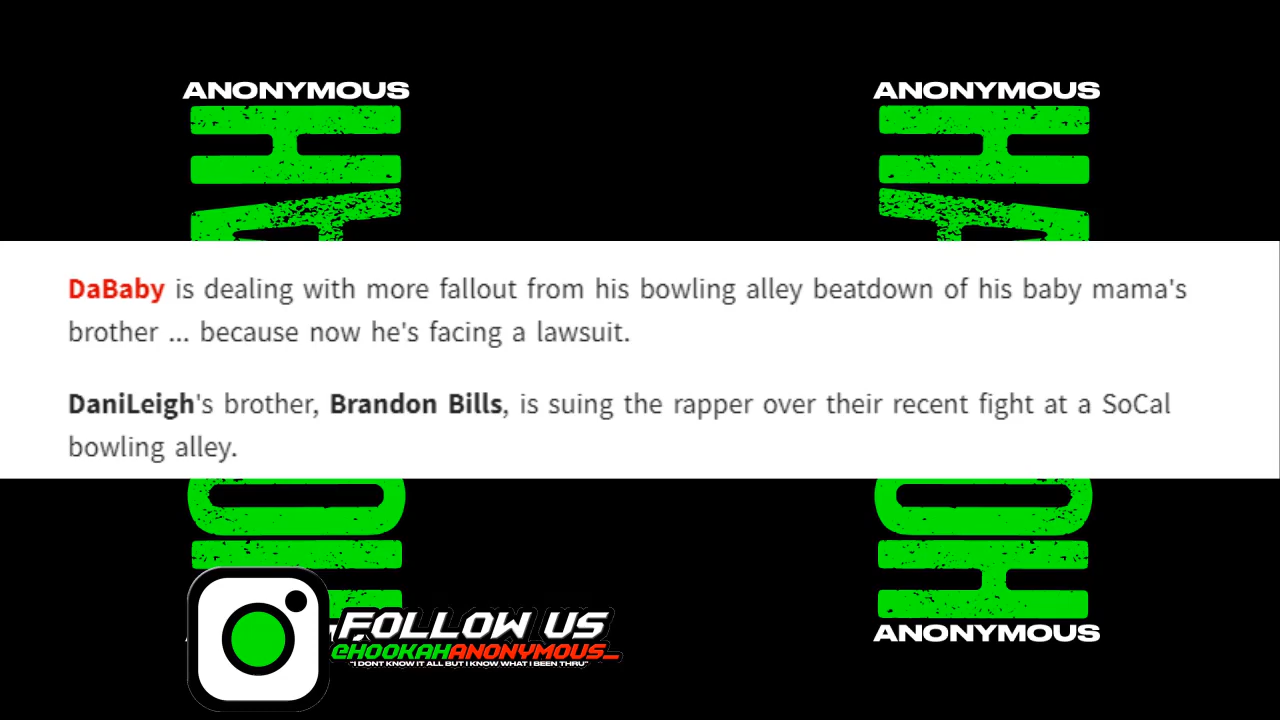 ANONYMOUS
ANONYMOUS
DaBaby is dealing with more fallout from his bowling alley beatdown of his baby mama's
brother ... because now he's facing a lawsuit.
DaniLeigh's brother, Brandon Bills, is suing the rapper over their recent fight at a SoCal
bowling alley.
FOLLOW US
@HOOKAHANONYMOUS_
"I DONT KNOW IT ALL BUT I KNOW WHAT I BEEN THRU"
ANONYMOUS